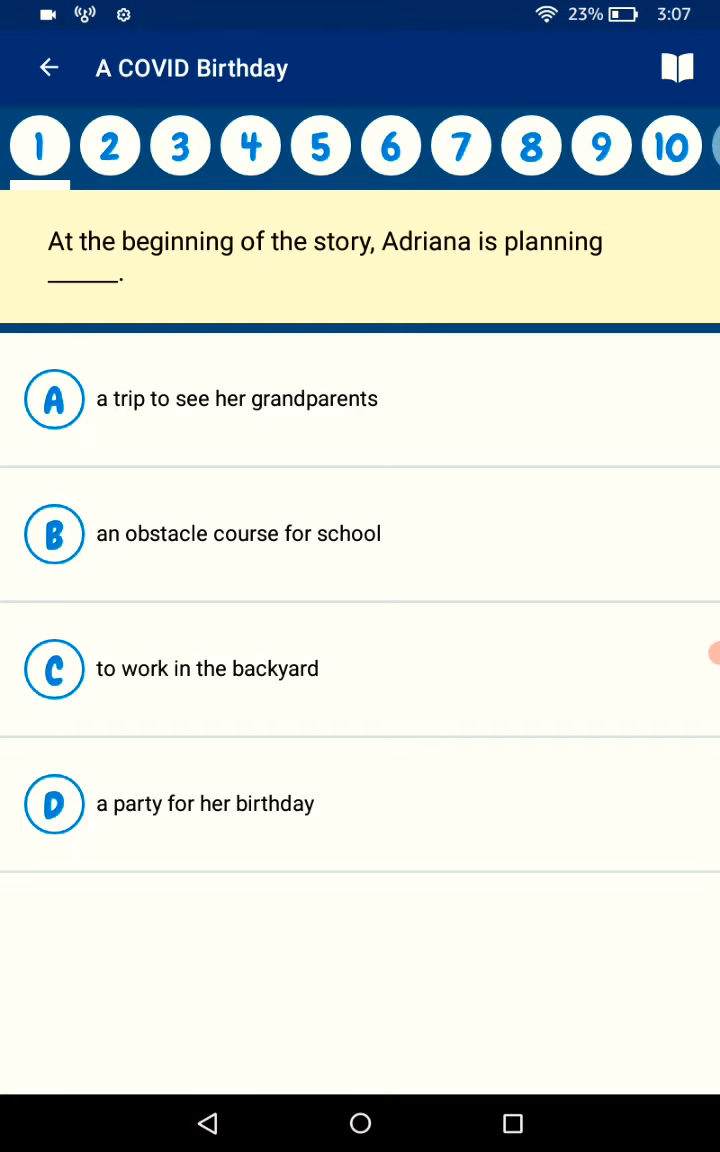 23% 3:07
A COVID Birthday
1 2 3 4 5 6 7 8 9 10
At the beginning of the story, Adriana is planning
______.
A a trip to see her grandparents
B an obstacle course for school
C to work in the backyard
D a party for her birthday